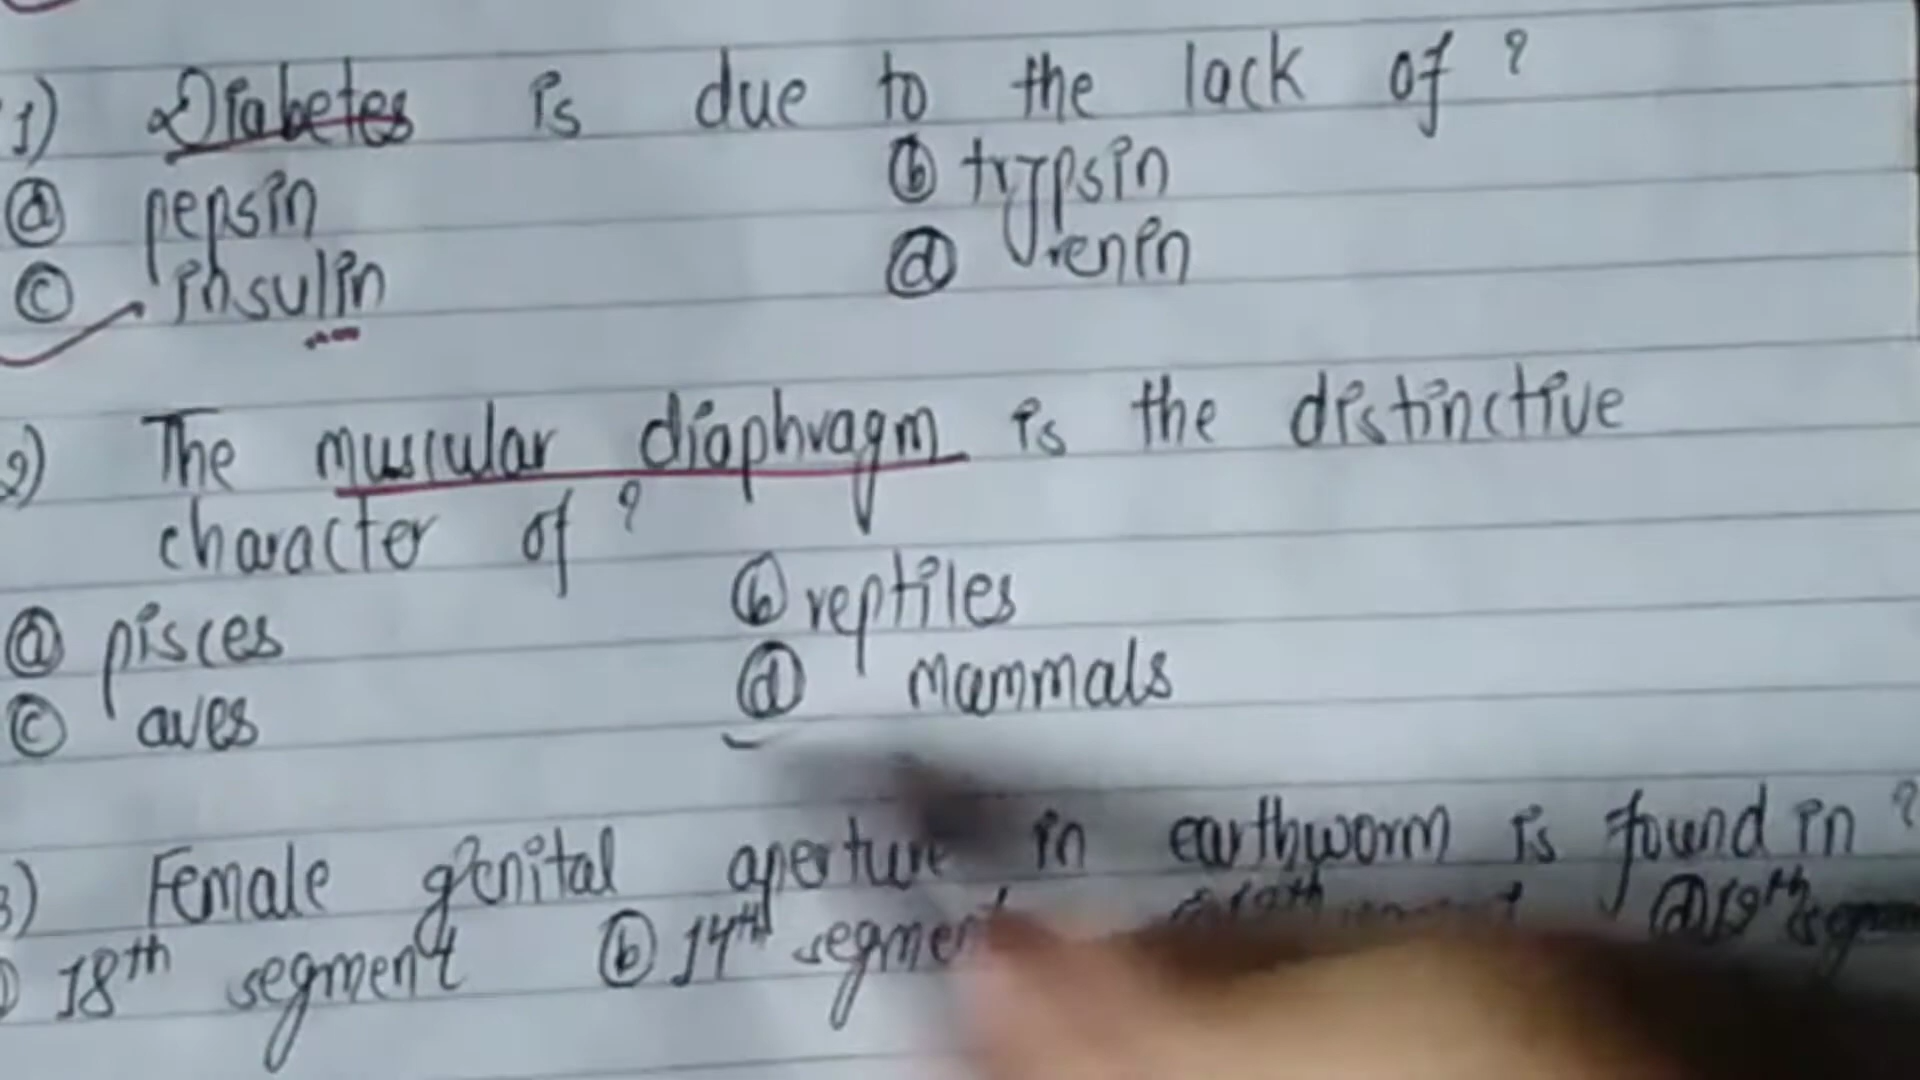 1) Diabetes is due to the lack of ?
ⓐ pepsin ⓑ trypsin
ⓒ insulin ⓓ renin
2) The muscular diaphragm is the distinctive
character of ?
ⓐ pisces ⓑ reptiles
ⓒ aves ⓓ mammals
3) Female genital aperture in earthworm is found in ?
18th segment ⓑ 14th segment ⓓ 19th